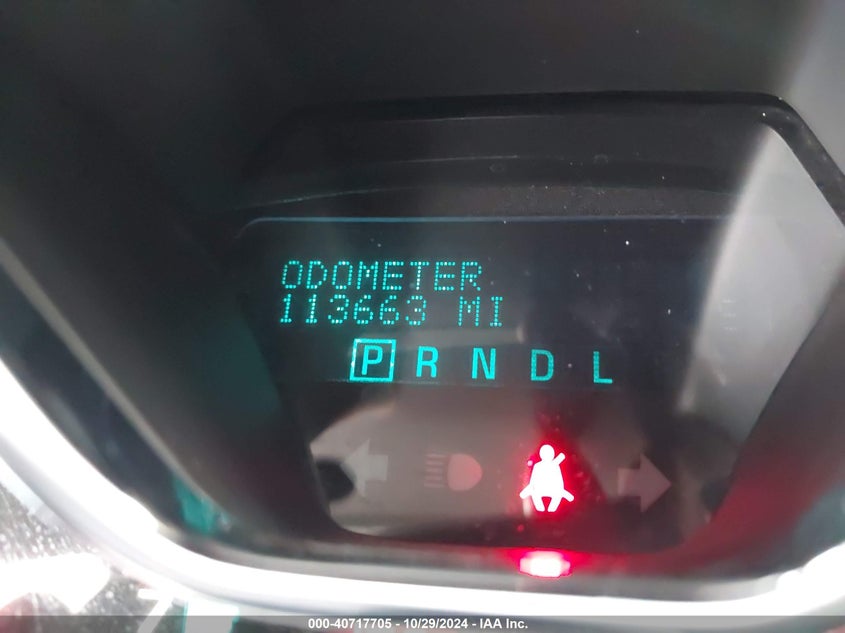 ODOMETER
113663 MI
P R N D L
000-40717705 - 10/29/2024 - IAA Inc.